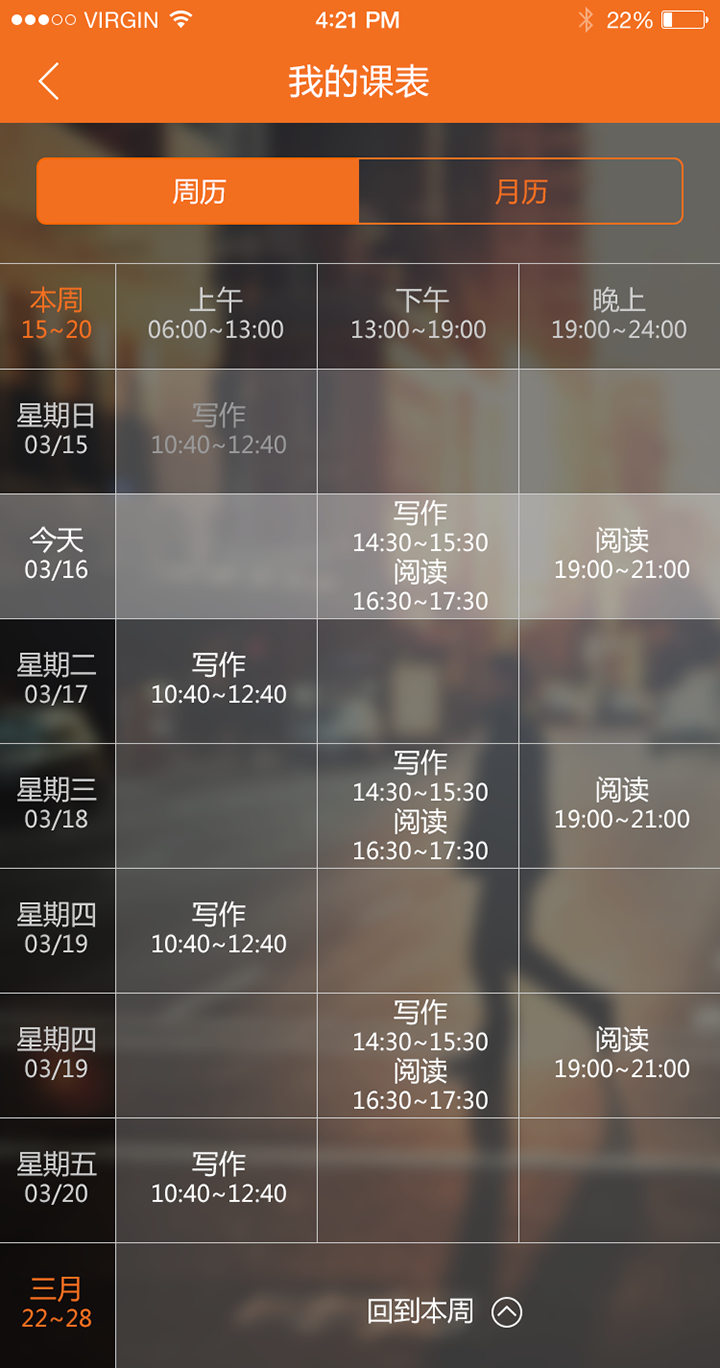 VIRGIN 4:21 PM 22%
我的课表
周历 月历
本周 上午 下午 晚上
15~20 06:00~13:00 13:00~19:00 19:00~24:00
星期日 写作
03/15 10:40~12:40
写作
今天 14:30~15:30 阅读
03/16 阅读 19:00~21:00
16:30~17:30
星期二 写作
03/17 10:40~12:40
写作
星期三 14:30~15:30 阅读
03/18 阅读 19:00~21:00
16:30~17:30
星期四 写作
03/19 10:40~12:40
写作
星期四 14:30~15:30 阅读
03/19 阅读 19:00~21:00
16:30~17:30
星期五 写作
03/20 10:40~12:40
三月 回到本周
22~28